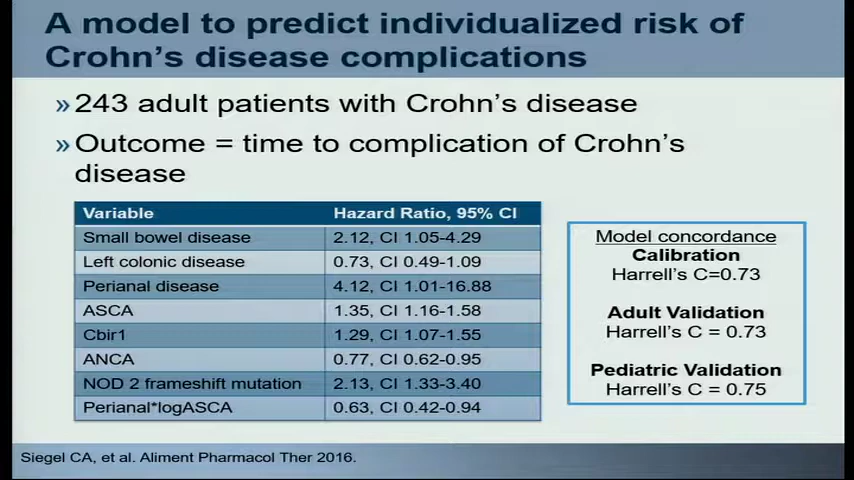 A model to predict individualized risk of
Crohn's disease complications
»243 adult patients with Crohn's disease
»Outcome = time to complication of Crohn's
disease
Variable Hazard Ratio, 95% CI
Small bowel disease 2.12, CI 1.05-4.29
Left colonic disease 0.73, CI 0.49-1.09
Perianal disease 4.12, CI 1.01-16.88
ASCA 1.35, CI 1.16-1.58
Cbir1 1.29, CI 1.07-1.55
ANCA 0.77, CI 0.62-0.95
NOD 2 frameshift mutation 2.13, CI 1.33-3.40
Perianal*logASCA 0.63, CI 0.42-0.94
Model concordance
Calibration
Harrell's C=0.73
Adult Validation
Harrell's C = 0.73
Pediatric Validation
Harrell's C = 0.75
Siegel CA, et al. Aliment Pharmacol Ther 2016.